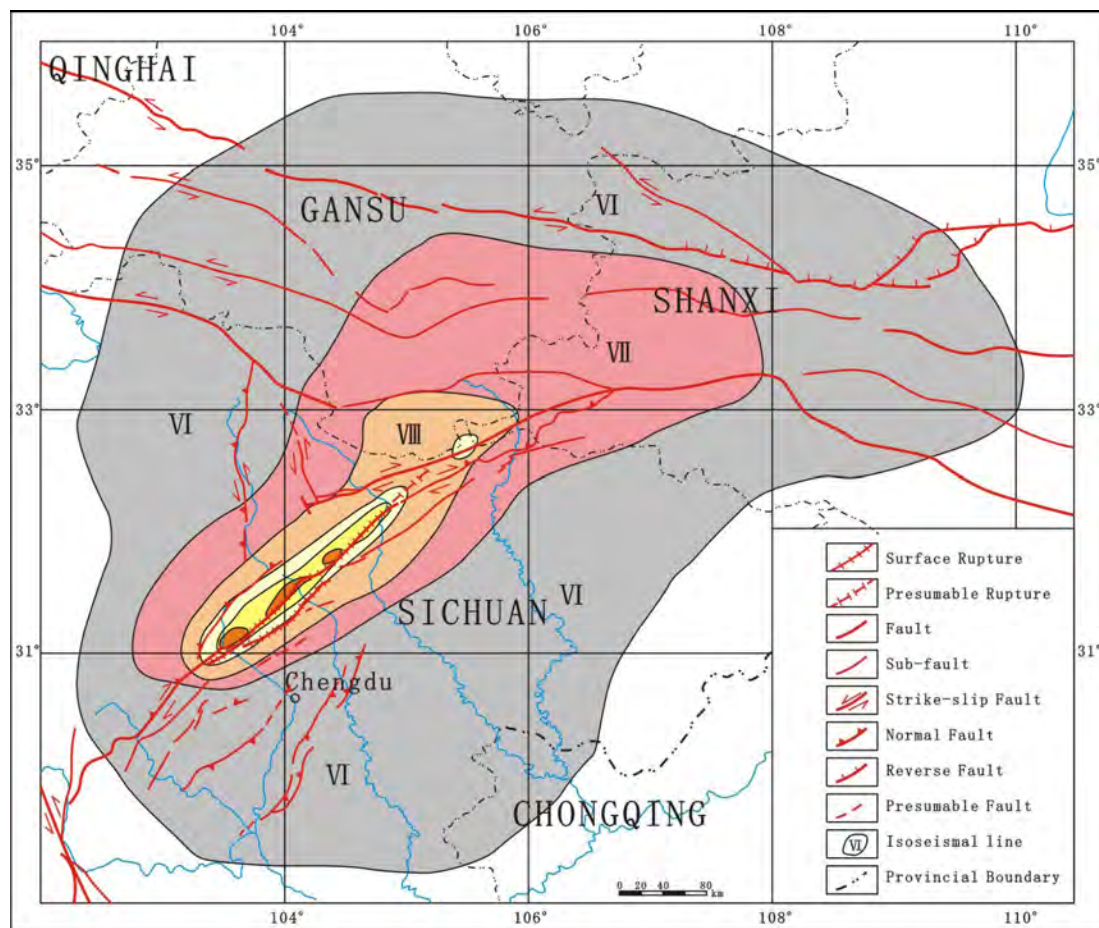 104° 106° 108° 110°
QINGHAI
35° 35°
GANSU
VI
SHANXI
VII
33° 33°
VI
VIII
SICHUAN
VI
31° 31°
Chengdu
VI
CHONGQING
0 20 40 60 80
km
104° 106° 108° 110°
Surface Rupture
Presumable Rupture
Fault
Sub-fault
Strike-slip Fault
Normal Fault
Reverse Fault
Presumable Fault
VI Isoseismal line
Provincial Boundary